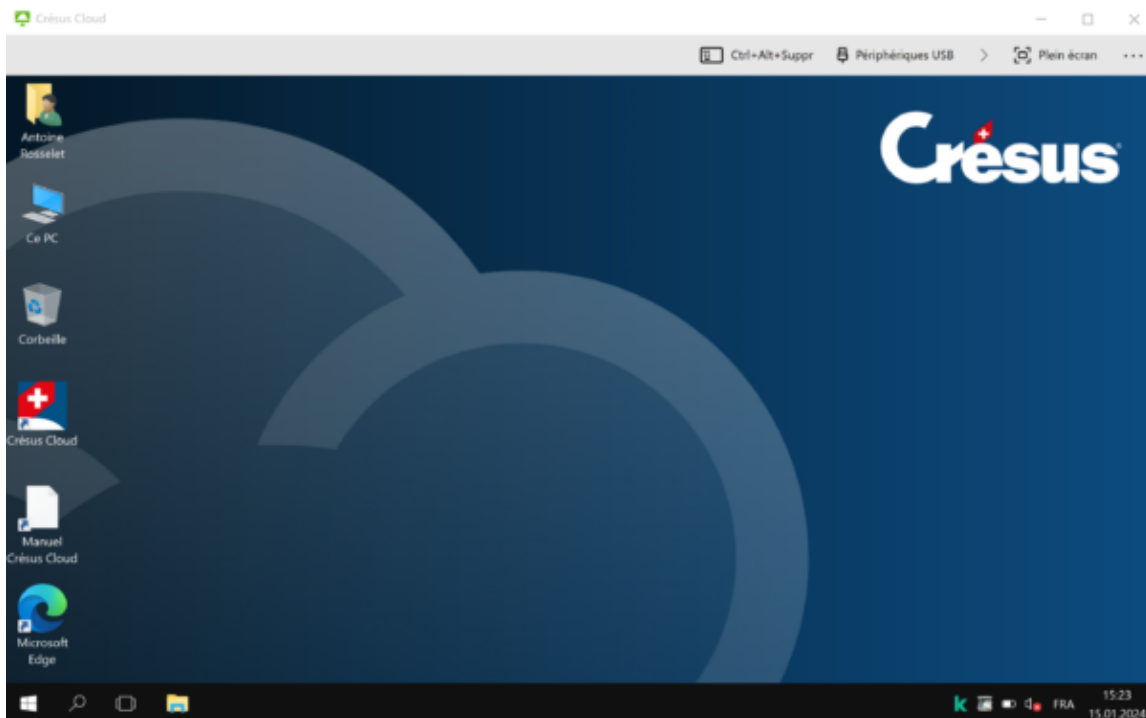 Crésus Cloud
Ctrl+Alt+Suppr Périphériques USB Plein écran
Antoine
Rosselet
Crésus
Ce PC
Corbeille
Crésus Cloud
Manuel
Crésus Cloud
Microsoft
Edge
FRA
15:23
15.01.2024